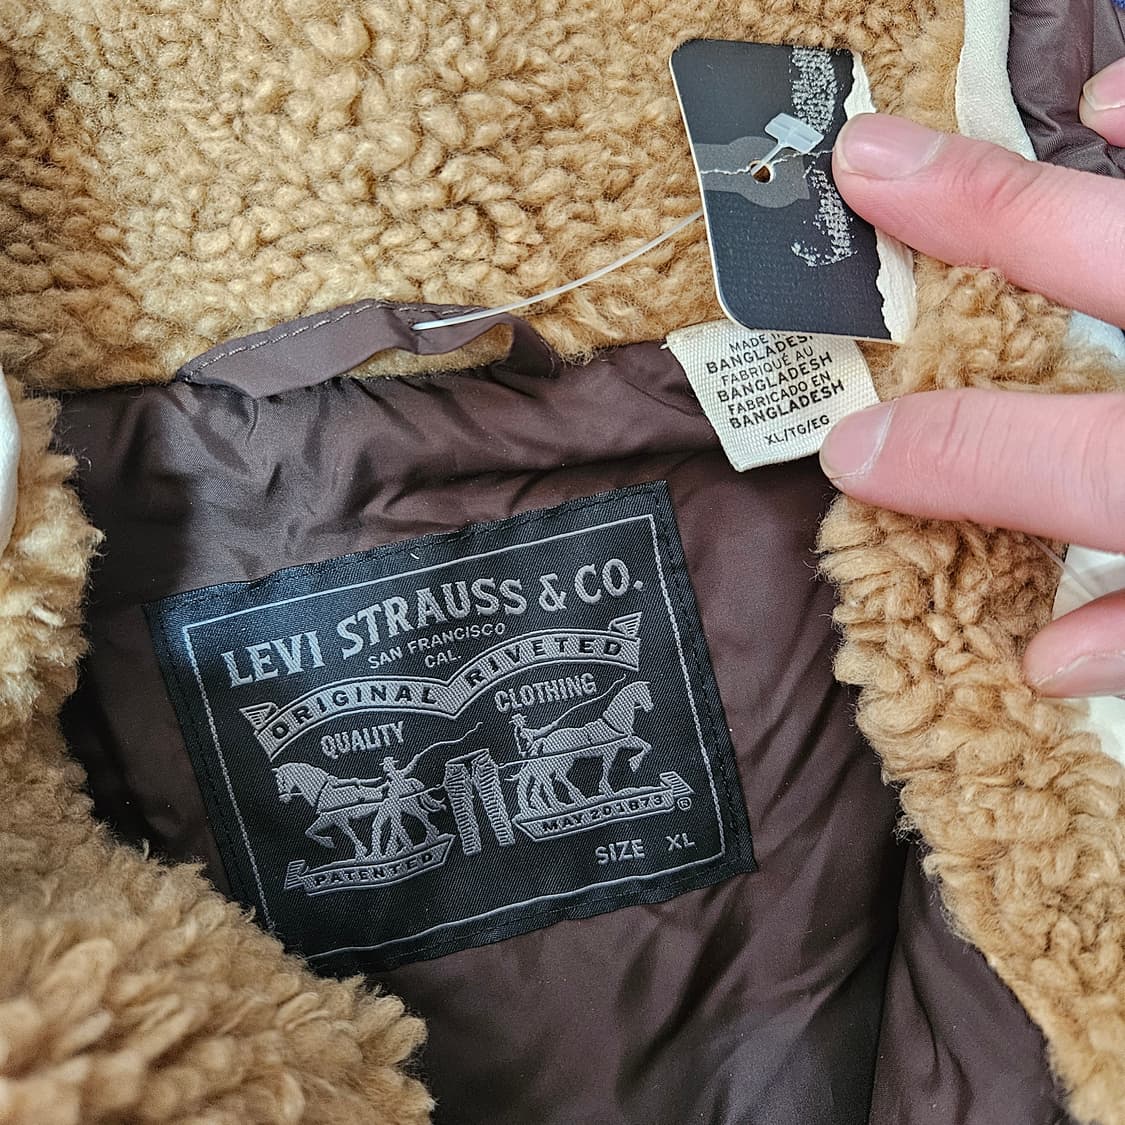 MADE
BANGLADESH
FABRIQUÉ AU
BANGLADESH
FABRICADO EN
BANGLADESH
XL/TG/EG
LEVI STRAUSS & CO.
SAN FRANCISCO
CAL.
ORIGINAL RIVETED
QUALITY CLOTHING
PATENTED MAY 20 1873 ®
SIZE XL